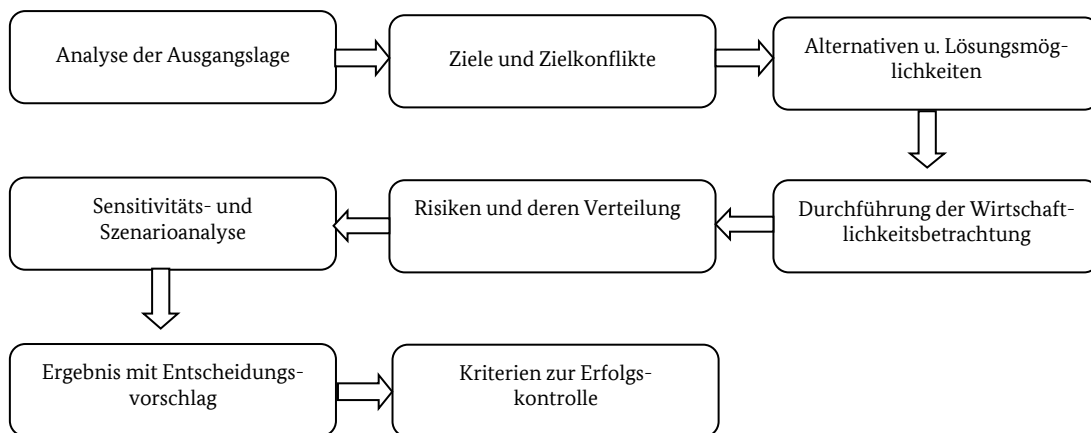 Analyse der Ausgangslage
Ziele und Zielkonflikte
Alternativen u. Lösungsmög-
lichkeiten
Durchführung der Wirtschaft-
lichkeitsbetrachtung
Risiken und deren Verteilung
Sensitivitäts- und
Szenarioanalyse
Ergebnis mit Entscheidungs-
vorschlag
Kriterien zur Erfolgs-
kontrolle